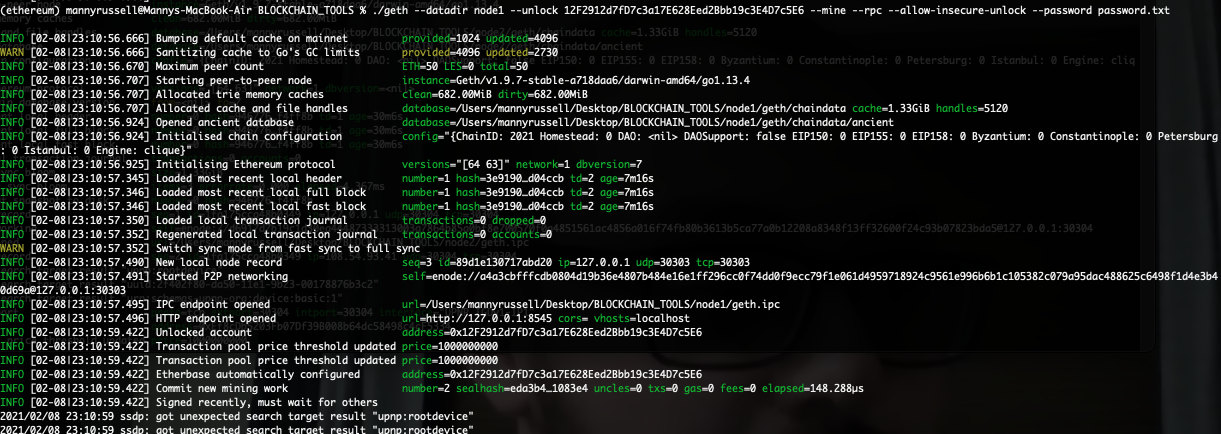 (ethereum) mannyrussell@Mannys-MacBook-Air BLOCKCHAIN_TOOLS % ./geth --datadir node1 --unlock 12F2912d7fD7c3a17E628Eed2Bbb19c3E4D7c5E6 --mine --rpc --allow-insecure-unlock --password password.txt
INFO [02-08|23:10:56.666] Bumping default cache on mainnet provided=1024 updated=4096
WARN [02-08|23:10:56.666] Sanitizing cache to Go's GC limits provided=4096 updated=2730
INFO [02-08|23:10:56.670] Maximum peer count ETH=50 LES=0 total=50
INFO [02-08|23:10:56.707] Starting peer-to-peer node instance=Geth/v1.9.7-stable-a718daa6/darwin-amd64/go1.13.4
INFO [02-08|23:10:56.707] Allocated trie memory caches clean=682.00MiB dirty=682.00MiB
INFO [02-08|23:10:56.707] Allocated cache and file handles database=/Users/mannyrussell/Desktop/BLOCKCHAIN_TOOLS/node1/geth/chaindata cache=1.33GiB handles=5120
INFO [02-08|23:10:56.924] Opened ancient database database=/Users/mannyrussell/Desktop/BLOCKCHAIN_TOOLS/node1/geth/chaindata/ancient
INFO [02-08|23:10:56.924] Initialised chain configuration config="{ChainID: 2021 Homestead: 0 DAO: <nil> DAOSupport: false EIP150: 0 EIP155: 0 EIP158: 0 Byzantium: 0 Constantinople: 0 Petersburg
: 0 Istanbul: 0 Engine: clique}"
INFO [02-08|23:10:56.925] Initialising Ethereum protocol versions="[64 63]" network=1 dbversion=7
INFO [02-08|23:10:57.345] Loaded most recent local header number=1 hash=3e9190…d04ccb td=2 age=7m16s
INFO [02-08|23:10:57.346] Loaded most recent local full block number=1 hash=3e9190…d04ccb td=2 age=7m16s
INFO [02-08|23:10:57.346] Loaded most recent local fast block number=1 hash=3e9190…d04ccb td=2 age=7m16s
INFO [02-08|23:10:57.350] Loaded local transaction journal transactions=0 dropped=0
INFO [02-08|23:10:57.352] Regenerated local transaction journal transactions=0 accounts=0
WARN [02-08|23:10:57.352] Switch sync mode from fast sync to full sync
INFO [02-08|23:10:57.490] New local node record seq=3 id=89d1e130717abd20 ip=127.0.0.1 udp=30303 tcp=30303
INFO [02-08|23:10:57.491] Started P2P networking self=enode://a4a3cbfffcdb0804d19b36e4807b484e16e1ff296cc0f74dd0f9ecc79f1e061d4959718924c9561e996b6b1c105382c079a95dac488625c6498f1d4e3b4
0d69a@127.0.0.1:30303
INFO [02-08|23:10:57.495] IPC endpoint opened url=/Users/mannyrussell/Desktop/BLOCKCHAIN_TOOLS/node1/geth.ipc
INFO [02-08|23:10:57.496] HTTP endpoint opened url=http://127.0.0.1:8545 cors= vhosts=localhost
INFO [02-08|23:10:59.422] Unlocked account address=0x12F2912d7fD7c3a17E628Eed2Bbb19c3E4D7c5E6
INFO [02-08|23:10:59.422] Transaction pool price threshold updated price=1000000000
INFO [02-08|23:10:59.422] Transaction pool price threshold updated price=1000000000
INFO [02-08|23:10:59.422] Etherbase automatically configured address=0x12F2912d7fD7c3a17E628Eed2Bbb19c3E4D7c5E6
INFO [02-08|23:10:59.422] Commit new mining work number=2 sealhash=eda3b4…1083e4 uncles=0 txs=0 gas=0 fees=0 elapsed=148.288µs
INFO [02-08|23:10:59.422] Signed recently, must wait for others
2021/02/08 23:10:59 ssdp: got unexpected search target result "upnp:rootdevice"
2021/02/08 23:10:59 ssdp: got unexpected search target result "upnp:rootdevice"